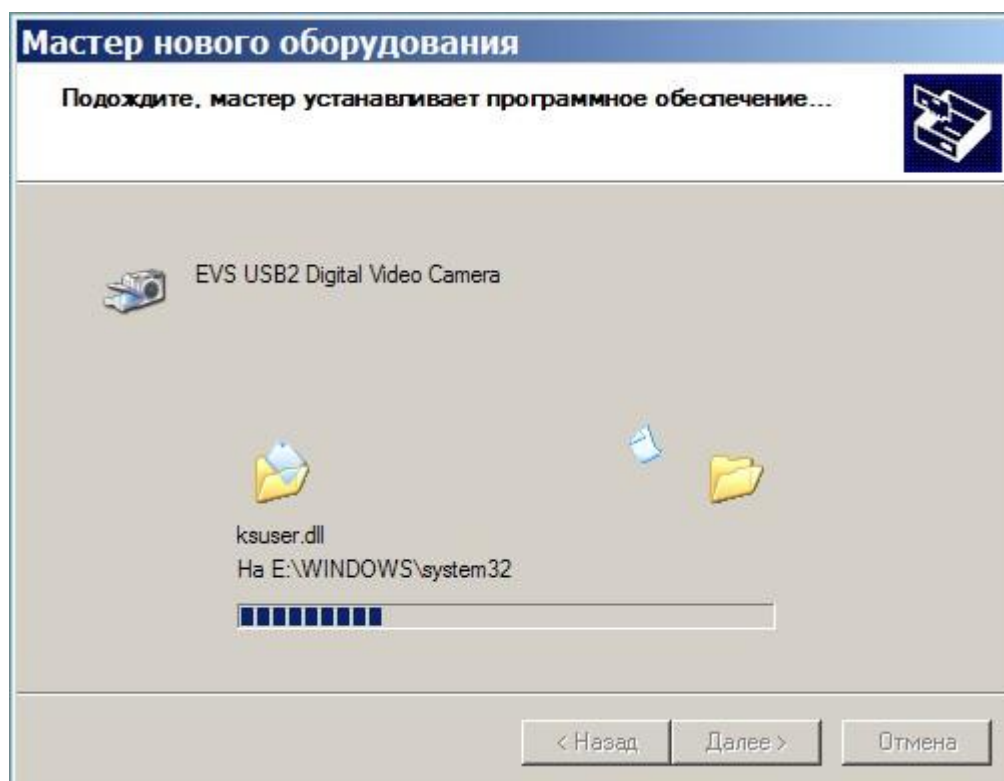 Мастер нового оборудования
Подождите, мастер устанавливает программное обеспечение...
EVS USB2 Digital Video Camera
ksuser.dll
На E:\WINDOWS\system32
< Назад
Далее >
Отмена